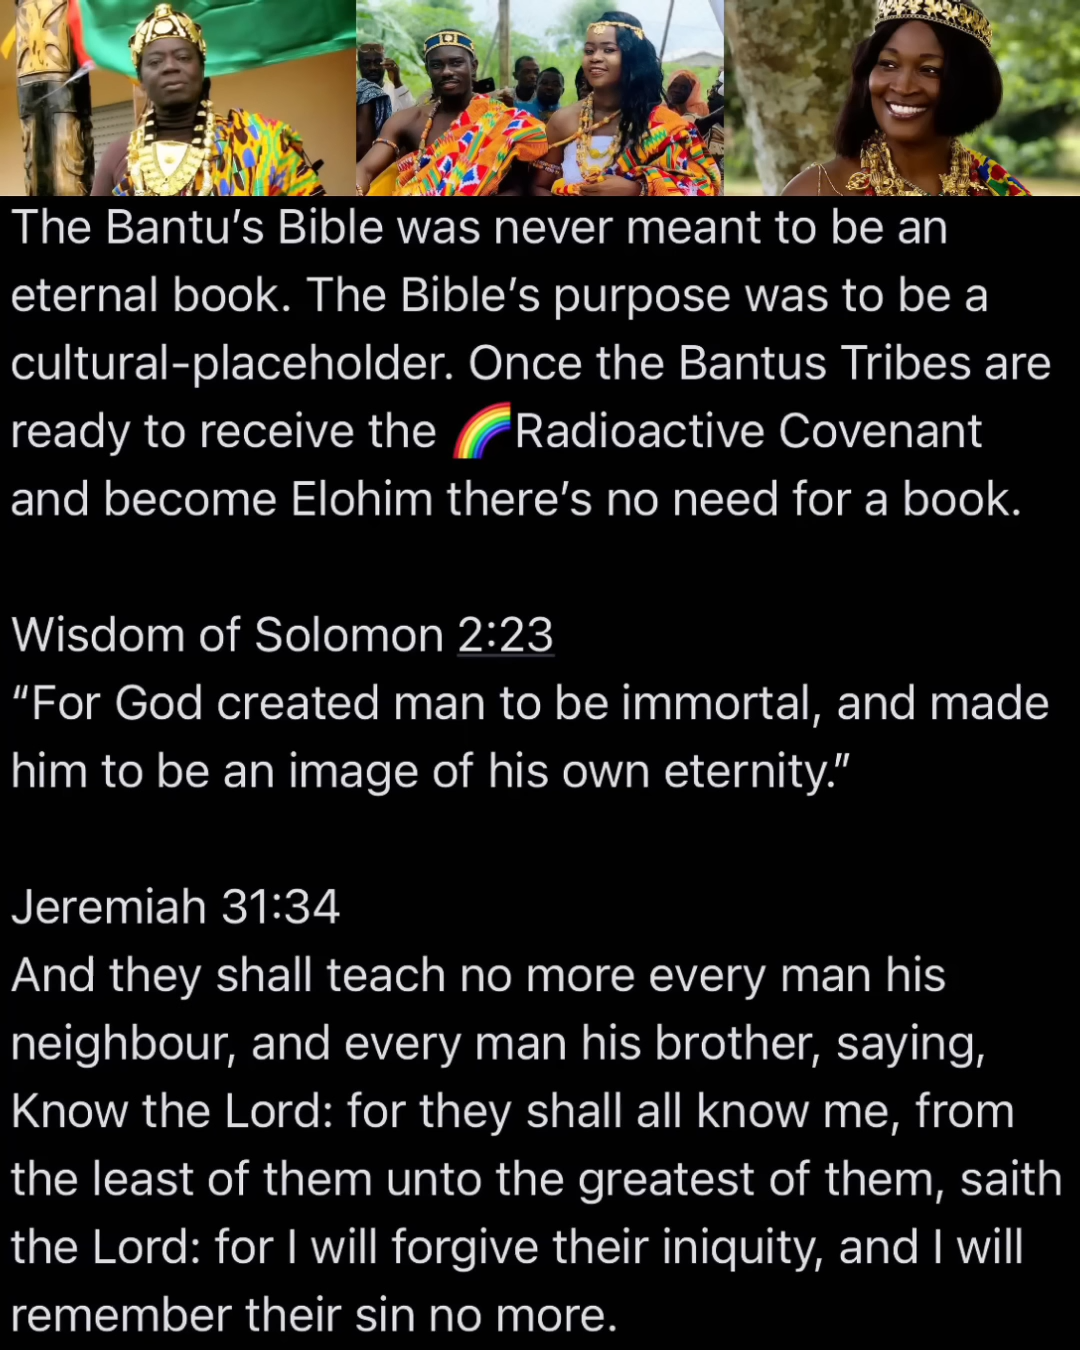 The Bantu’s Bible was never meant to be an
eternal book. The Bible’s purpose was to be a
cultural-placeholder. Once the Bantus Tribes are
ready to receive the 🌈Radioactive Covenant
and become Elohim there’s no need for a book.
Wisdom of Solomon 2:23
“For God created man to be immortal, and made
him to be an image of his own eternity.”
Jeremiah 31:34
And they shall teach no more every man his
neighbour, and every man his brother, saying,
Know the Lord: for they shall all know me, from
the least of them unto the greatest of them, saith
the Lord: for I will forgive their iniquity, and I will
remember their sin no more.